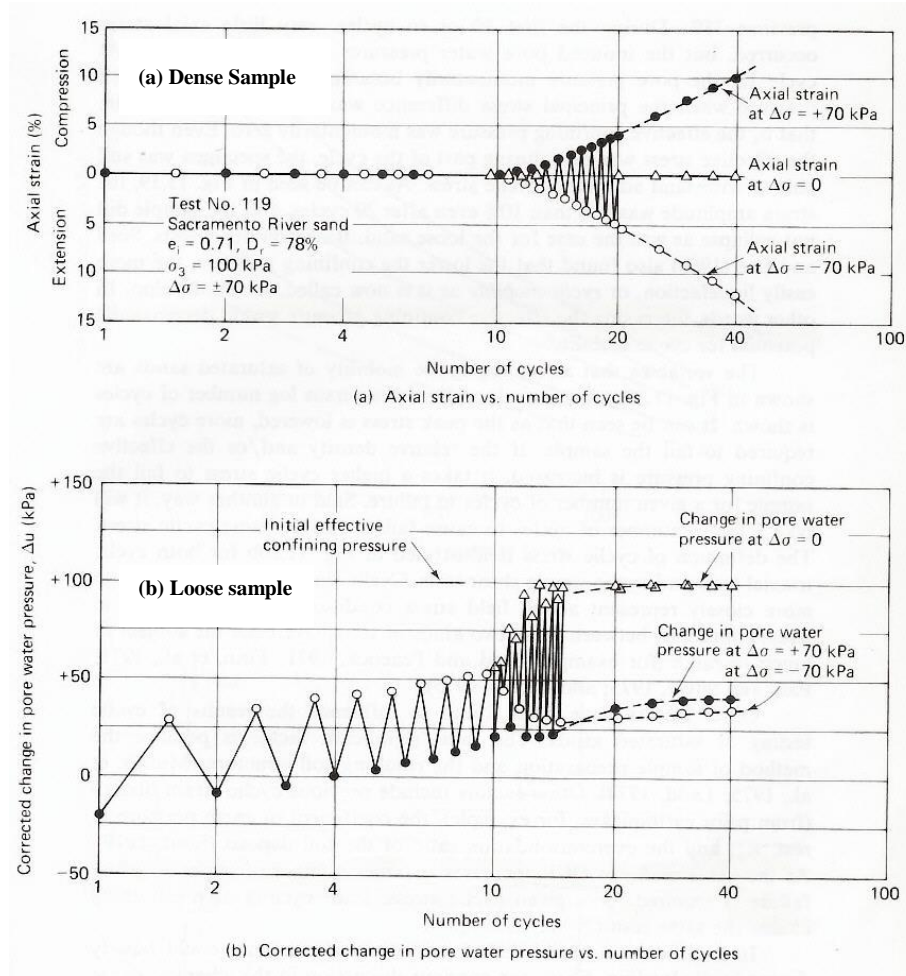 15
10
5
0
5
10
15
Axial strain (%)
Extension Compression
(a) Dense Sample
Axial strain
at Δσ = +70 kPa
Axial strain
at Δσ = 0
Axial strain
at Δσ = −70 kPa
Test No. 119
Sacramento River sand
eᵢ = 0.71, Dᵣ = 78%
σ₃ = 100 kPa
Δσ = ±70 kPa
1 2 4 10 20 40 100
Number of cycles
(a) Axial strain vs. number of cycles
+150
+100
+50
0
−50
Corrected change in pore water pressure, Δu (kPa)
Initial effective
confining pressure
Change in pore water
pressure at Δσ = 0
(b) Loose sample
Change in pore water
pressure at Δσ = +70 kPa
at Δσ = −70 kPa
1 2 4 10 20 40 100
Number of cycles
(b) Corrected change in pore water pressure vs. number of cycles